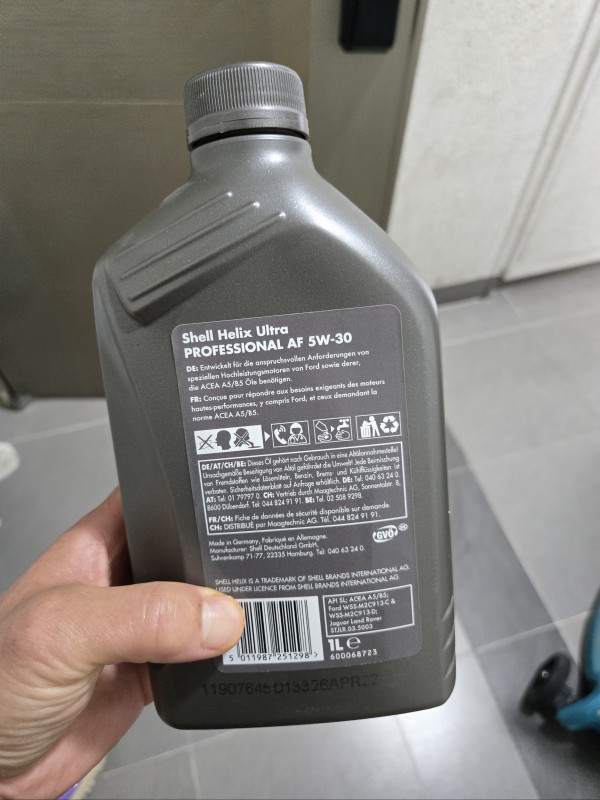 Shell Helix Ultra
PROFESSIONAL AF 5W-30
DE: Entwickelt für die anspruchsvollen Anforderungen von
speziellen Hochleistungsmotoren von Ford sowie derer,
die ACEA A5/B5 Öle benötigen.
FR: Conçue pour répondre aux besoins exigeants des moteurs
hautes-performances, y compris Ford, et ceux demandant la
norme ACEA A5/B5.
DE/AT/CH/BE: Dieses Öl gehört nach Gebrauch in eine Altölannahmestelle!
Unsachgemäße Beseitigung von Altöl gefährdet die Umwelt! Jede Beimischung
von Fremdstoffen wie Lösemitteln, Benzin, Brems- und Kühlflüssigkeiten ist
verboten. Sicherheitsdatenblatt auf Anfrage erhältlich. DE: Tel: 040 63 24 0.
AT: Tel: 01 79797 0. CH: Vertrieb durch Maagtechnic AG, Sonnentalstr. 8,
8600 Dübendorf. Tel: 044 824 91 91. BE: Tel: 02 508 9298.
FR/CH: Fiche de données de sécurité disponible sur demande.
CH: DISTRIBUÉ par Maagtechnic AG. Tel. 044 824 91 91.
Made in Germany, Fabriqué en Allemagne.
Manufacturer: Shell Deutschland GmbH,
Suhrenkamp 71-77, 22335 Hamburg. Tel: 040 63 24 0.
GVÖ
SHELL HELIX IS A TRADEMARK OF SHELL BRANDS INTERNATIONAL AG.
USED UNDER LICENCE FROM SHELL BRANDS INTERNATIONAL AG.
API SL; ACEA A5/B5;
Ford WSS-M2C913-C &
WSS-M2C913-D;
Jaguar Land Rover
STJLR.03.5003
5 011987 251298 >
1L e
600068723
11907645D13326APR22